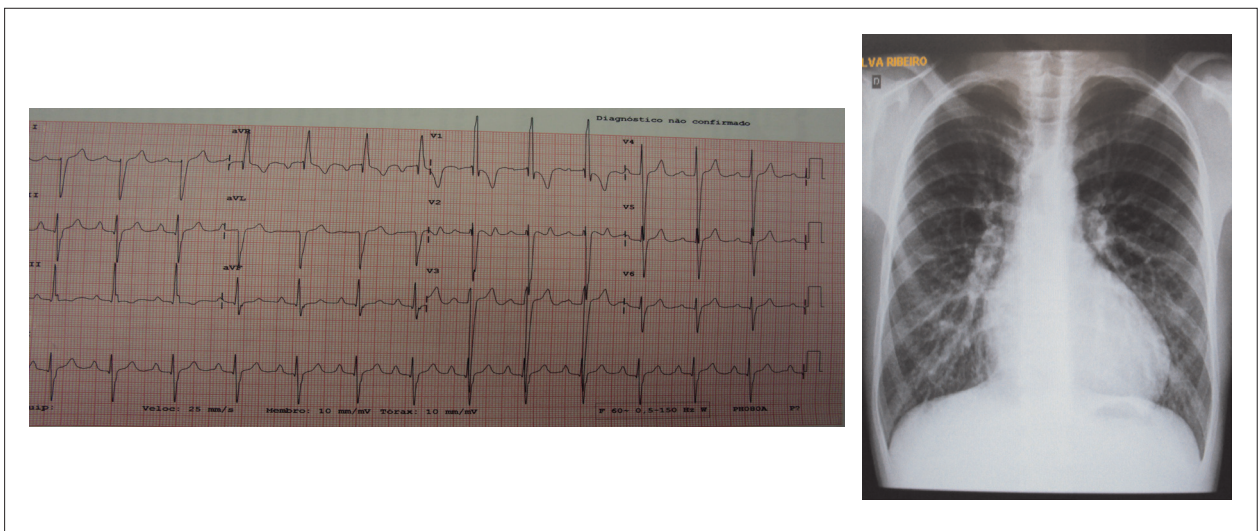 Diagnóstico não confirmado
I aVR V1 V4
II aVL V2 V5
III aVF V3 V6
Veloc: 25 mm/s Membro: 10 mm/mV Tórax: 10 mm/mV F 60~ 0,5-150 Hz W PH080A P?
LVA RIBEIRO
D